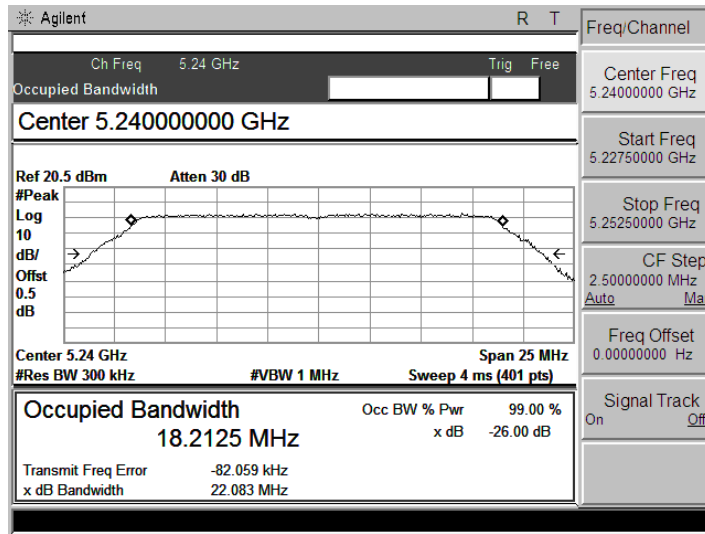 Agilent R T
Ch Freq 5.24 GHz Trig Free
Occupied Bandwidth
Center 5.240000000 GHz
Ref 20.5 dBm Atten 30 dB
#Peak
Log
10
dB/
Offst
0.5
dB
Center 5.24 GHz Span 25 MHz
#Res BW 300 kHz #VBW 1 MHz Sweep 4 ms (401 pts)
Occupied Bandwidth Occ BW % Pwr 99.00 %
18.2125 MHz x dB -26.00 dB
Transmit Freq Error -82.059 kHz
x dB Bandwidth 22.083 MHz
Freq/Channel
Center Freq
5.24000000 GHz
Start Freq
5.22750000 GHz
Stop Freq
5.25250000 GHz
CF Step
2.50000000 MHz
Auto Ma
Freq Offset
0.00000000 Hz
Signal Track
On Off